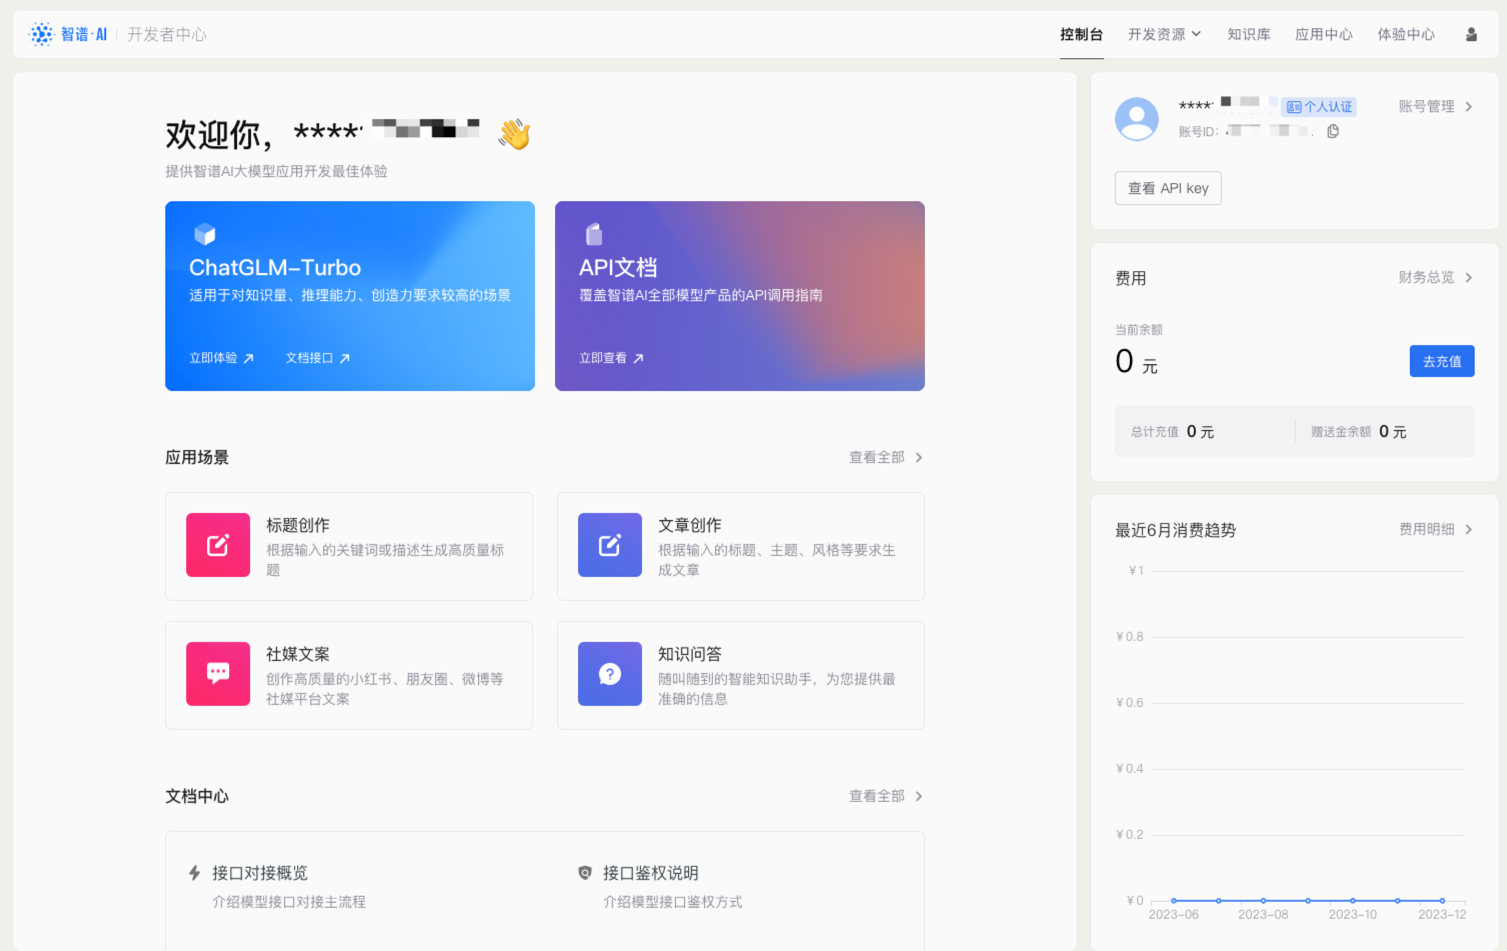 智谱·AI 开发者中心
控制台 开发资源 知识库 应用中心 体验中心
欢迎你，****
提供智谱AI大模型应用开发最佳体验
ChatGLM-Turbo
适用于对知识量、推理能力、创造力要求较高的场景
立即体验 文档接口
API文档
覆盖智谱AI全部模型产品的API调用指南
立即查看
应用场景 查看全部
标题创作
根据输入的关键词或描述生成高质量标
题
文章创作
根据输入的标题、主题、风格等要求生
成文章
社媒文案
创作高质量的小红书、朋友圈、微博等
社媒平台文案
知识问答
随叫随到的智能知识助手，为您提供最
准确的信息
文档中心 查看全部
接口对接概览
介绍模型接口对接主流程
接口鉴权说明
介绍模型接口鉴权方式
**** 个人认证 账号管理
账号ID:
查看 API key
费用 财务总览
当前余额
0 元 去充值
总计充值 0 元 赠送金余额 0 元
最近6月消费趋势 费用明细
¥1
¥0.8
¥0.6
¥0.4
¥0.2
¥0
2023-06 2023-08 2023-10 2023-12